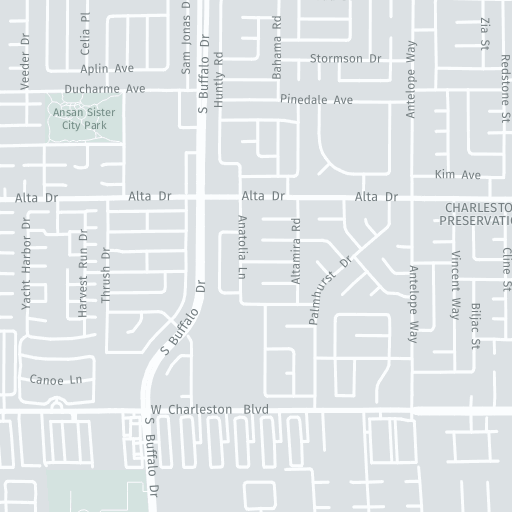 Veeder Dr
Celia Pl
Sam Jonas D
S Buffalo Dr
Huntly Rd
Bahama Rd
Stormson Dr
Antelope Way
Zia St
Redstone St
Aplin Ave
Ducharme Ave
Pinedale Ave
Ansan Sister
City Park
Kim Ave
Alta Dr
Alta Dr
Alta Dr
Alta Dr
CHARLESTO
PRESERVATIO
Yacht Harbor Dr
Harvest Run Dr
Thrush Dr
Anatolia Ln
Altamira Rd
Palmhurst Dr
Antelope Way
Vincent Way
Biljac St
Cline St
S Buffalo Dr
Canoe Ln
W Charleston Blvd
S Buffalo Dr